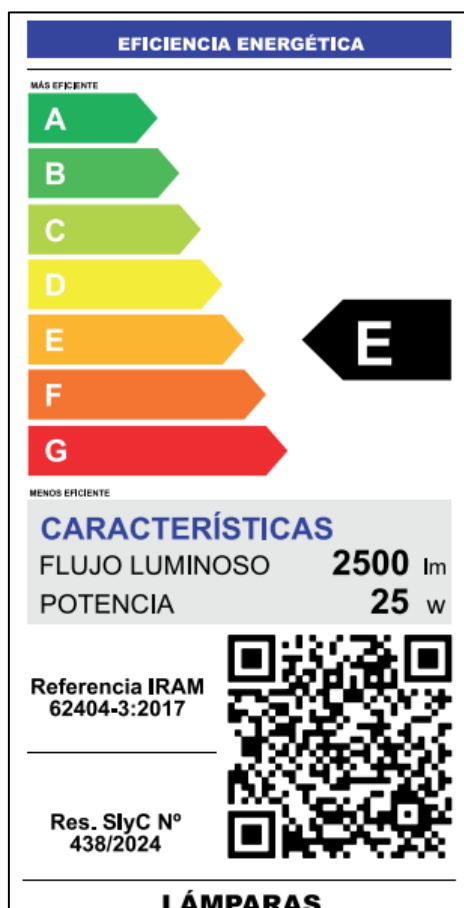 EFICIENCIA ENERGÉTICA
MÁS EFICIENTE
A
B
C
D
E
E
F
G
MENOS EFICIENTE
CARACTERÍSTICAS
FLUJO LUMINOSO 2500 lm
POTENCIA 25 w
Referencia IRAM
62404-3:2017
Res. SIyC Nº
438/2024
LÁMPARAS